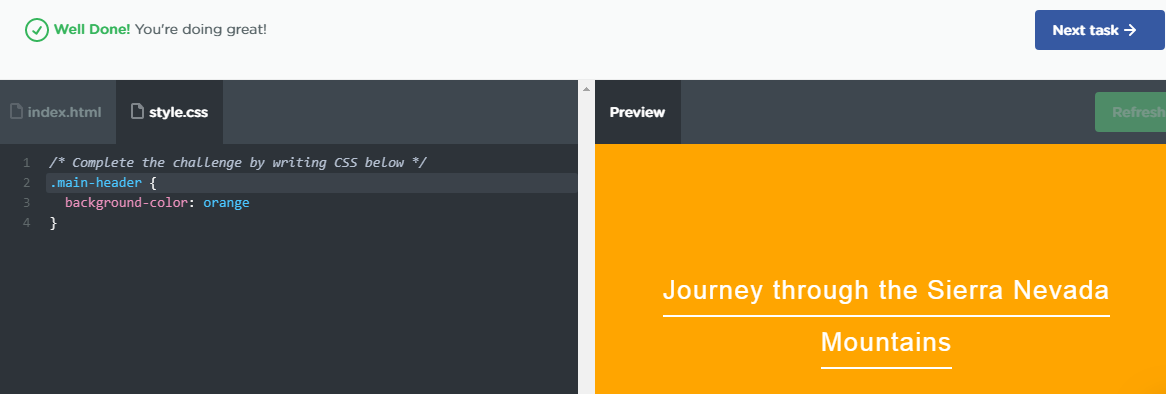 Well Done! You're doing great!
Next task →
index.html
style.css
Preview
Refresh
1 /* Complete the challenge by writing CSS below */
2 .main-header {
3 background-color: orange
4 }
Journey through the Sierra Nevada
Mountains